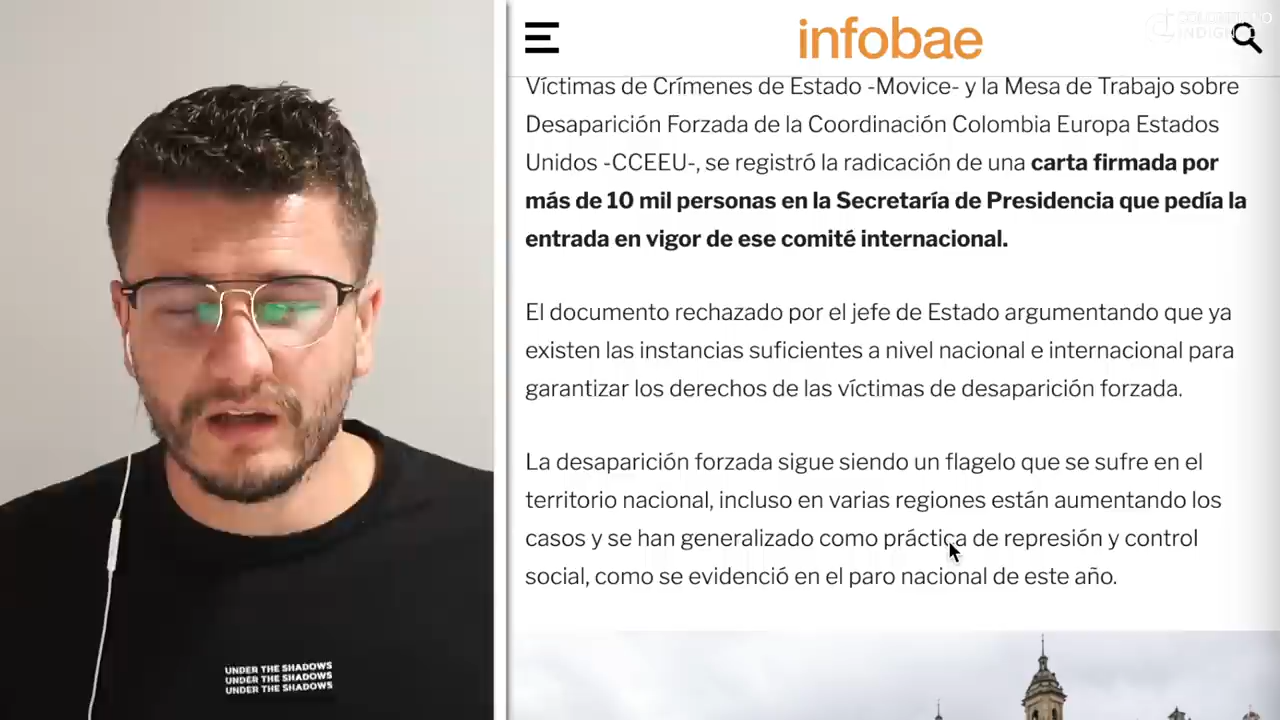 infobae
COLOMBIANO
INDIGNADO
Víctimas de Crímenes de Estado -Movice- y la Mesa de Trabajo sobre
Desaparición Forzada de la Coordinación Colombia Europa Estados
Unidos -CCEEU-, se registró la radicación de una carta firmada por
más de 10 mil personas en la Secretaría de Presidencia que pedía la
entrada en vigor de ese comité internacional.
El documento rechazado por el jefe de Estado argumentando que ya
existen las instancias suficientes a nivel nacional e internacional para
garantizar los derechos de las víctimas de desaparición forzada.
La desaparición forzada sigue siendo un flagelo que se sufre en el
territorio nacional, incluso en varias regiones están aumentando los
casos y se han generalizado como práctica de represión y control
social, como se evidenció en el paro nacional de este año.
UNDER THE SHADOWS
UNDER THE SHADOWS
UNDER THE SHADOWS